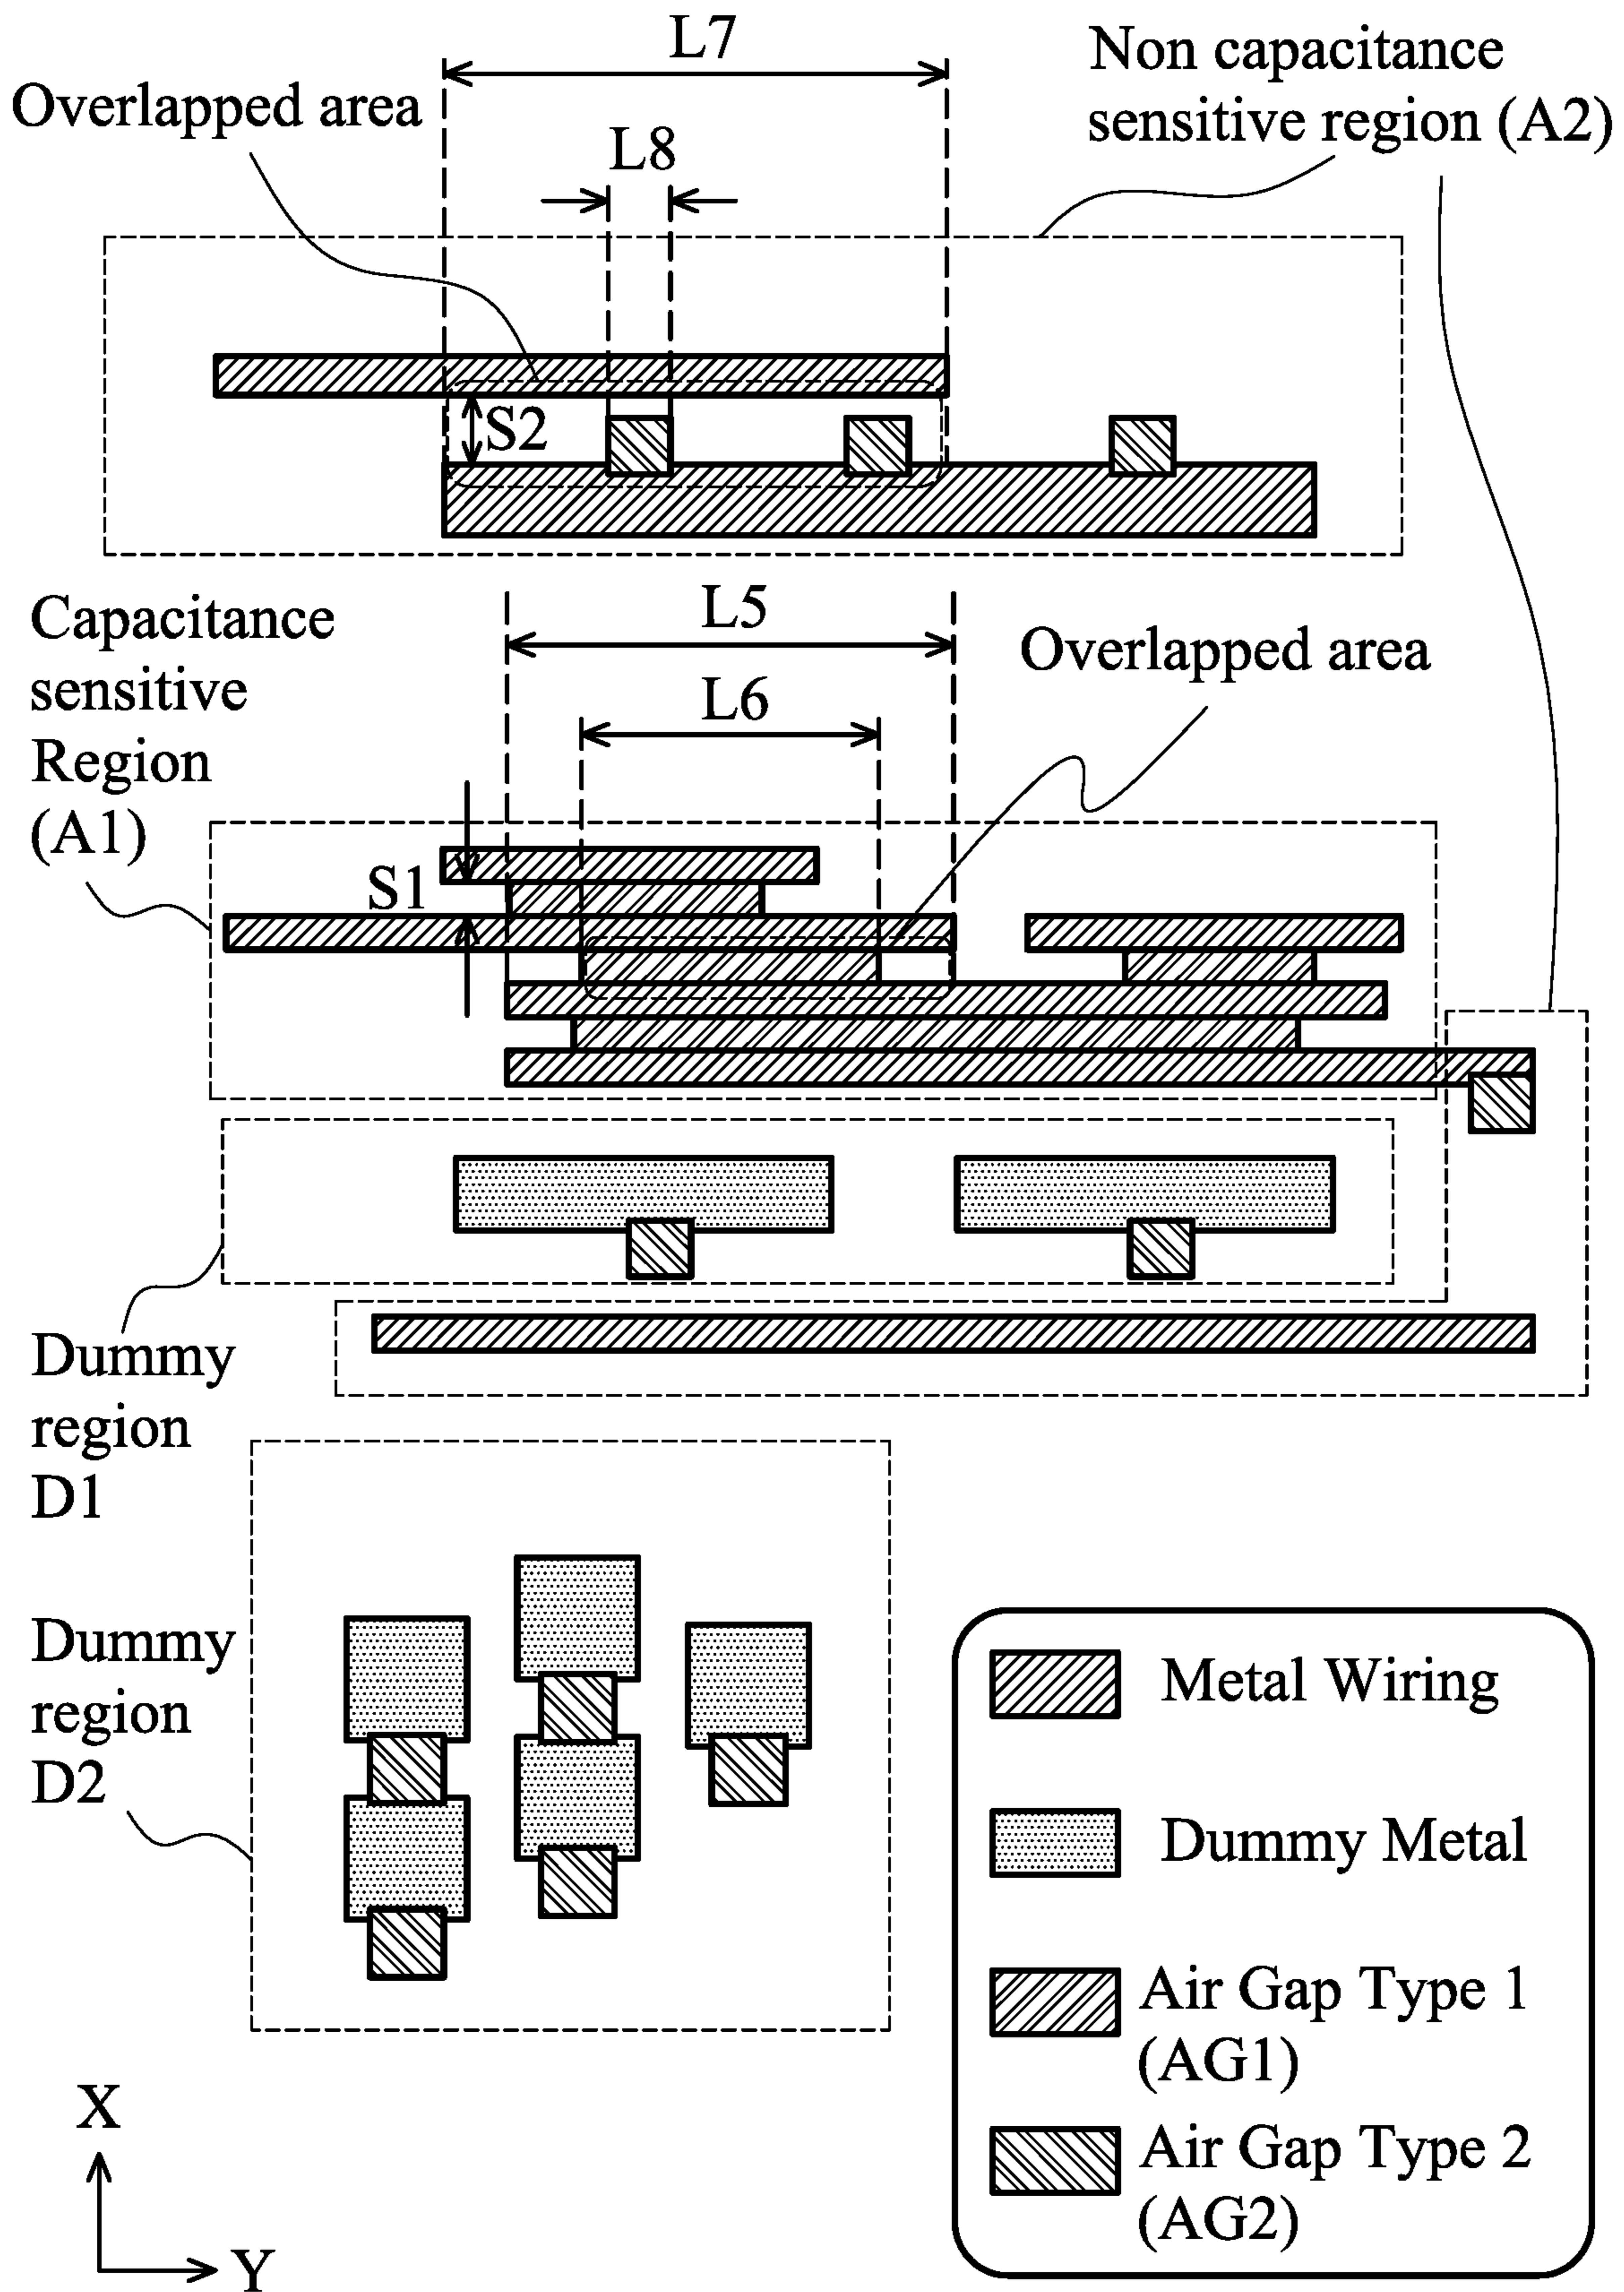 L7
Non capacitance
sensitive region (A2)
Overlapped area
L8
S2
Capacitance
sensitive
Region
(A1)
L5
Overlapped area
L6
S1
Dummy
region
D1
Dummy
region
D2
Metal Wiring
Dummy Metal
Air Gap Type 1
(AG1)
Air Gap Type 2
(AG2)
X
Y